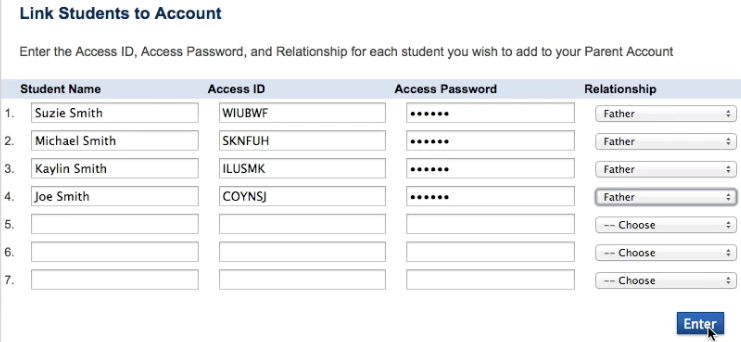 Link Students to Account
Enter the Access ID, Access Password, and Relationship for each student you wish to add to your Parent Account
Student Name Access ID Access Password Relationship
1. Suzie Smith WIUBWF •••••• Father
2. Michael Smith SKNFUH •••••• Father
3. Kaylin Smith ILUSMK •••••• Father
4. Joe Smith COYNSJ •••••• Father
5. -- Choose
6. -- Choose
7. -- Choose
Enter